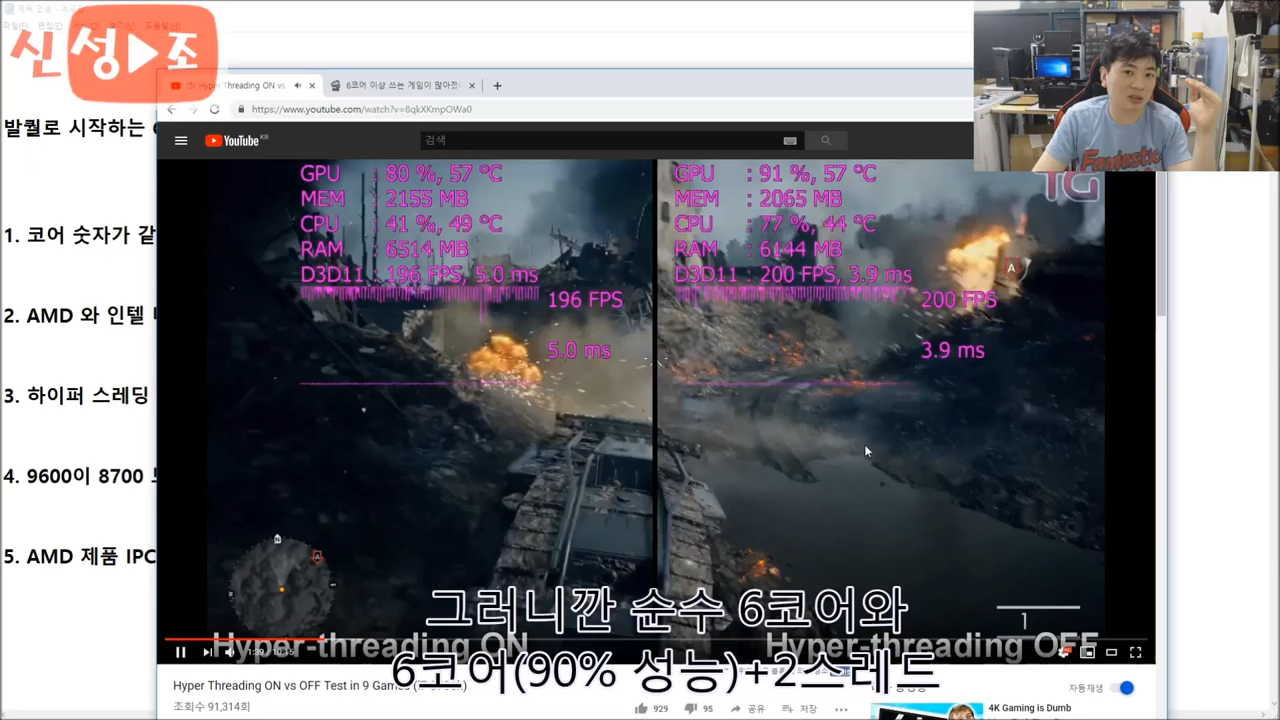 신성조
발퀄로 시작하는
1. 코어 숫자가 같
2. AMD 와 인텔
3. 하이퍼 스레딩
4. 9600이 8700
5. AMD 제품 IPC
(5) Hyper Threading ON vs
6코어 이상 쓰는 게임이 많아졌
https://www.youtube.com/watch?v=8qkXKmpOWa0
YouTube KR
검색
Fantastic
GPU : 80 %, 57 °C
MEM : 2155 MB
CPU : 41 %, 49 °C
RAM : 6514 MB
D3D11 : 196 FPS, 5.0 ms
196 FPS
5.0 ms
GPU : 91 %, 57 °C
MEM : 2065 MB
CPU : 77 %, 44 °C
RAM : 6144 MB
D3D11 : 200 FPS, 3.9 ms
200 FPS
3.9 ms
TG
A
1
Hyper-threading ON
Hyper-threading OFF
그러니깐 순수 6코어와
6코어(90% 성능)+2스레드
Hyper Threading ON vs OFF Test in 9 Games
조회수 91,314회
929
95
공유
저장
자동재생
4K Gaming is Dumb